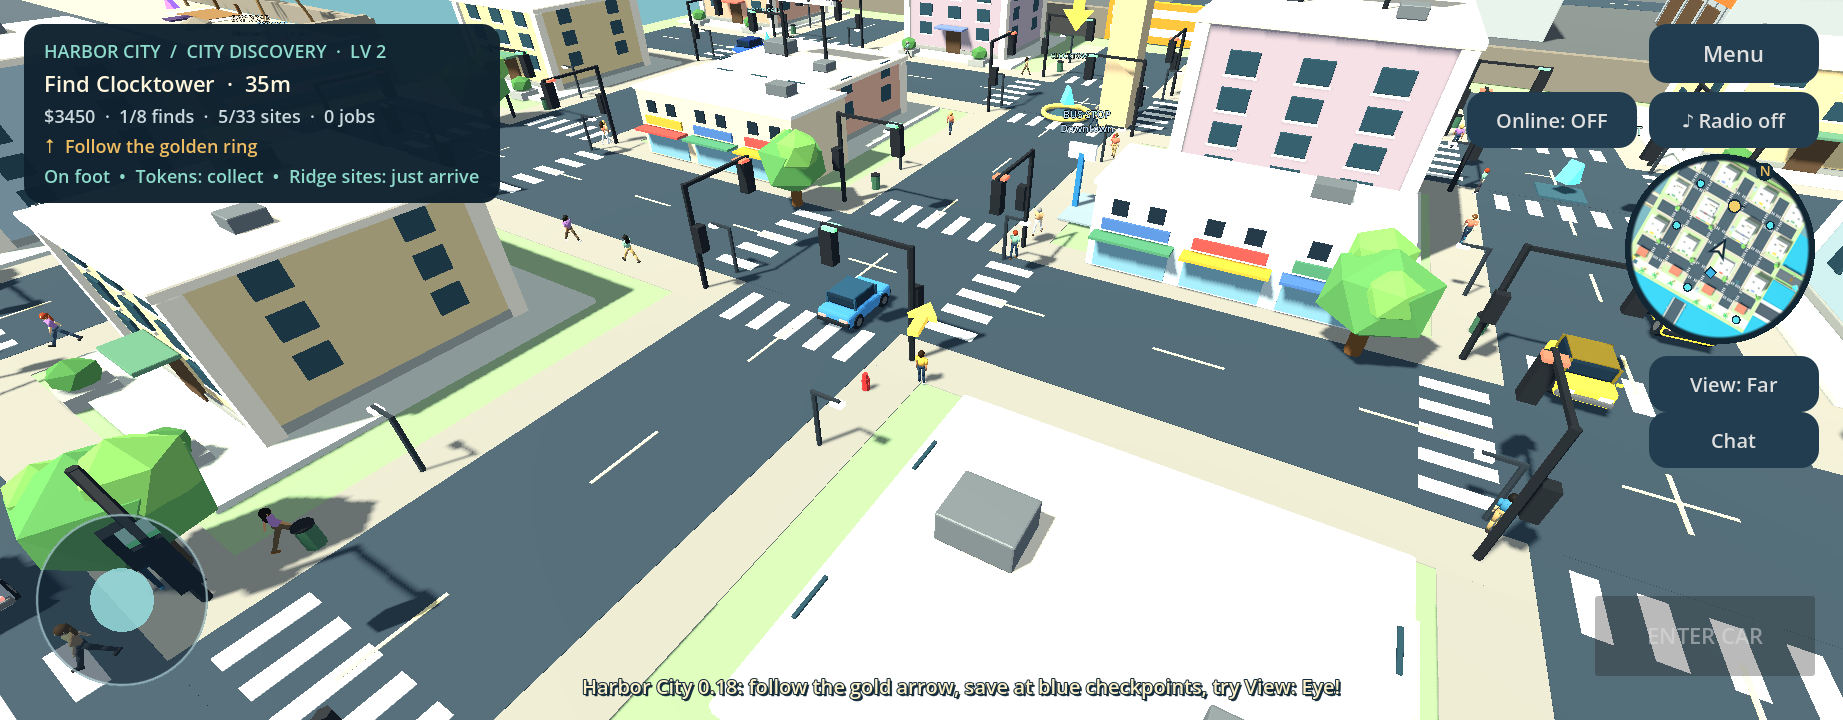 HARBOR CITY / CITY DISCOVERY · LV 2
Find Clocktower · 35m
$3450 · 1/8 finds · 5/33 sites · 0 jobs
↑ Follow the golden ring
On foot • Tokens: collect • Ridge sites: just arrive
Menu
Online: OFF
♪ Radio off
N
BUS STOP
Downtown
View: Far
Chat
ENTER CAR
Harbor City 0.18: follow the gold arrow, save at blue checkpoints, try View: Eye!